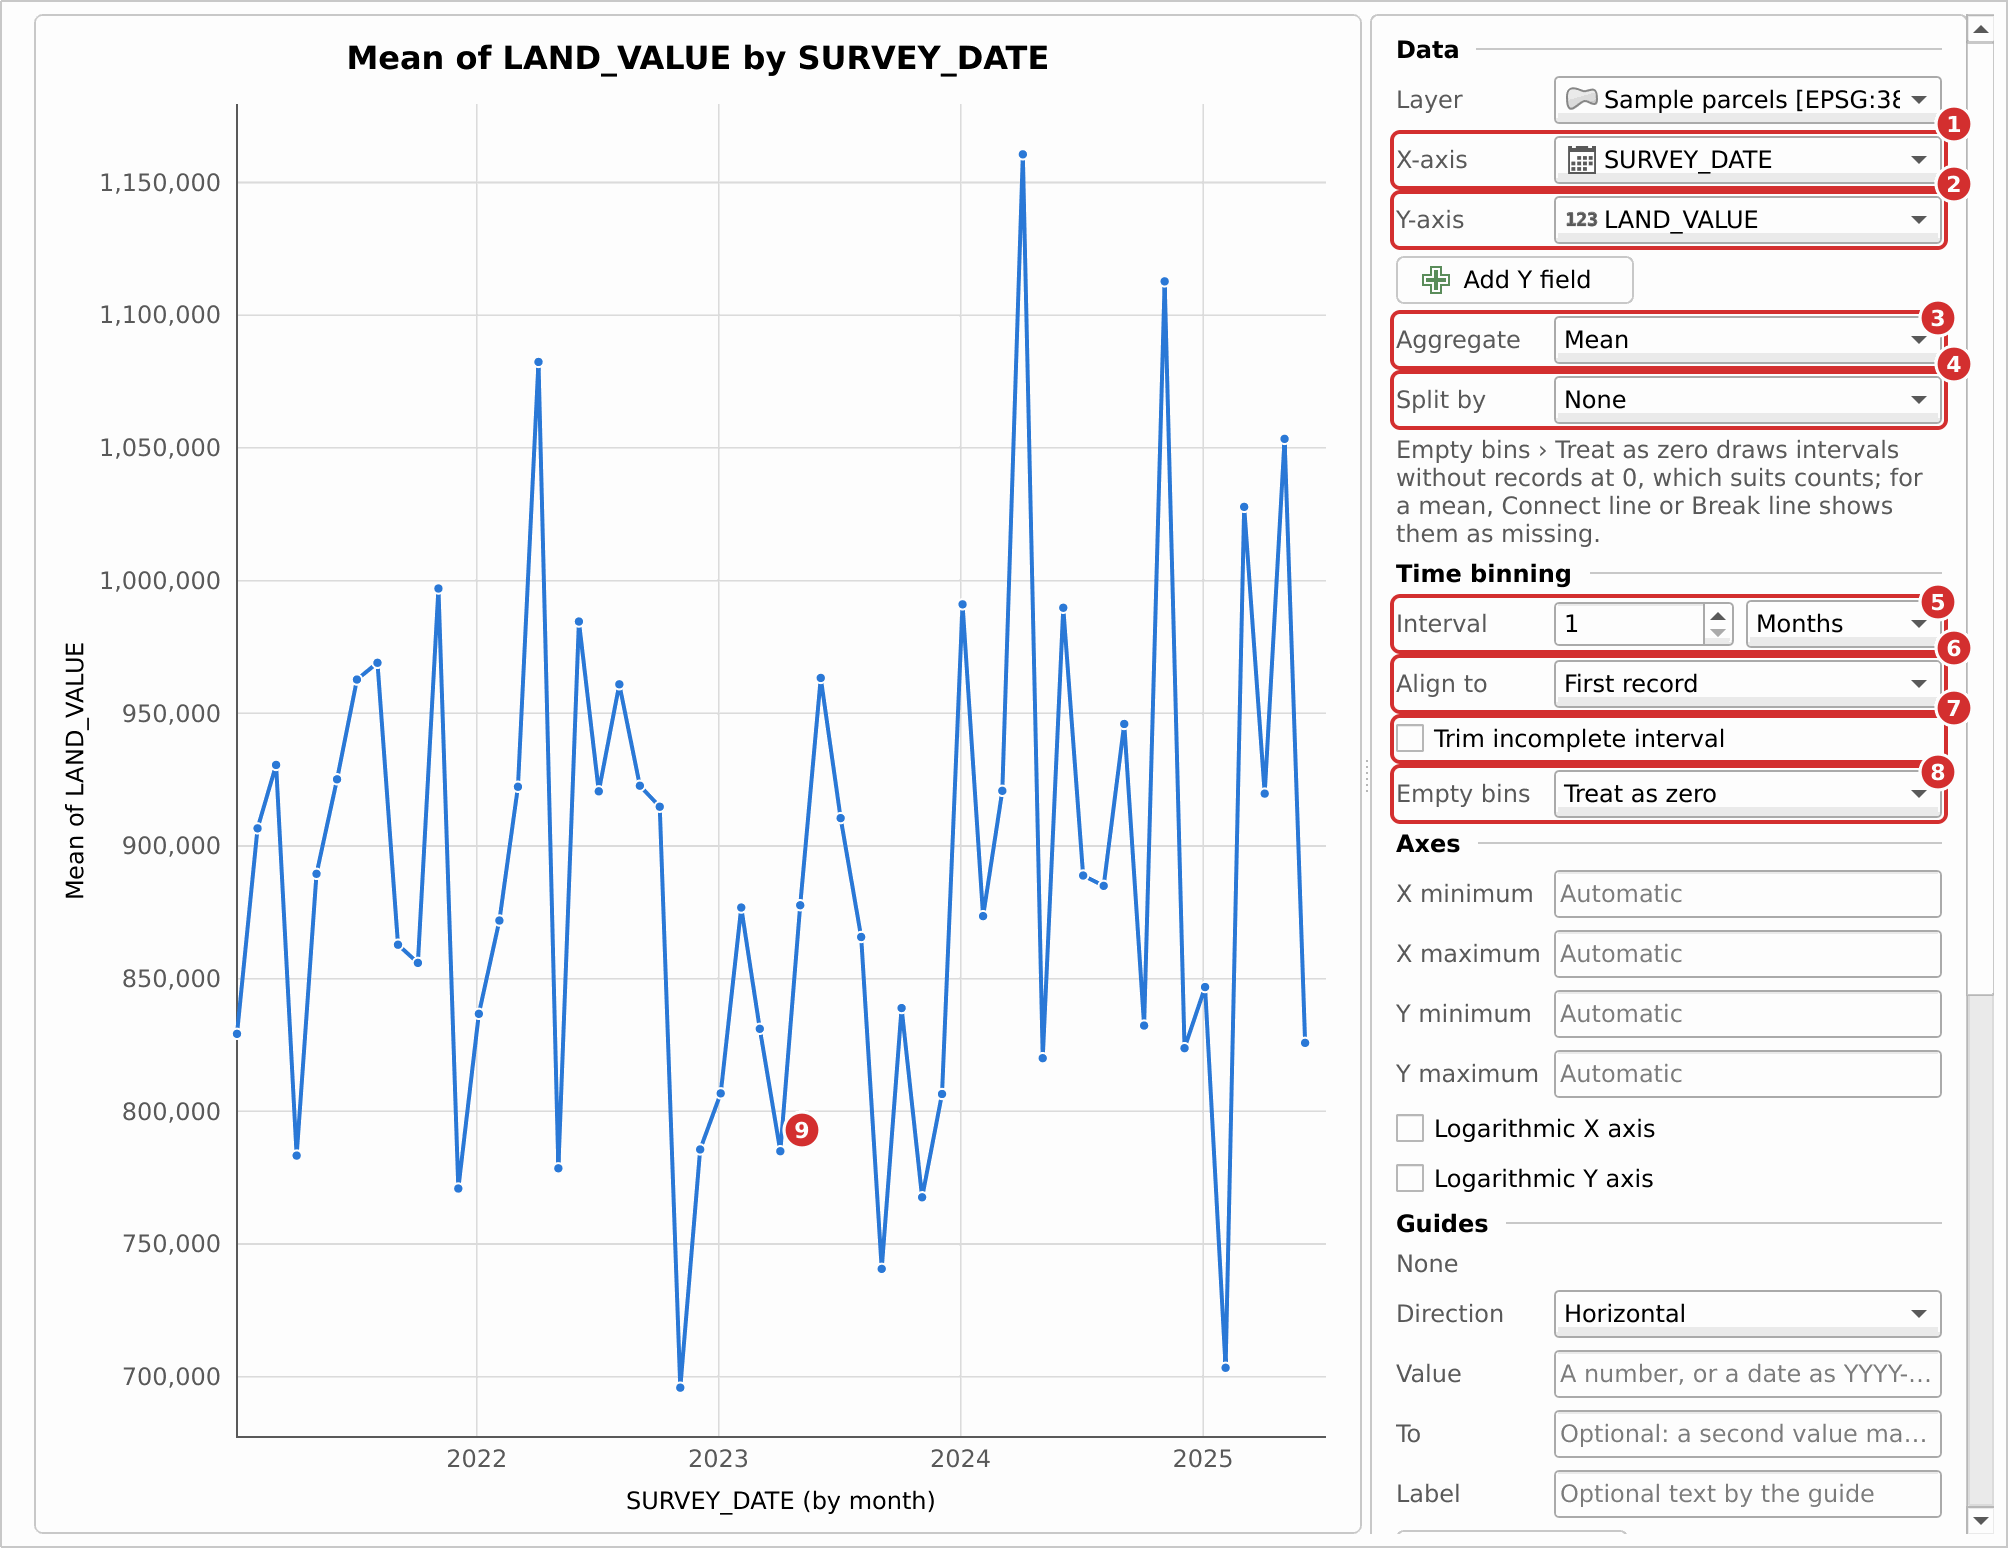 Mean of LAND_VALUE by SURVEY_DATE
1,150,000
1,100,000
1,050,000
1,000,000
950,000
900,000
850,000
800,000
750,000
700,000
Mean of LAND_VALUE
9
2022
2023
2024
2025
SURVEY_DATE (by month)
Data
Layer
Sample parcels [EPSG:38
1
X-axis
SURVEY_DATE
2
Y-axis
123 LAND_VALUE
Add Y field
3
Aggregate
Mean
4
Split by
None
Empty bins › Treat as zero draws intervals
without records at 0, which suits counts; for
a mean, Connect line or Break line shows
them as missing.
Time binning
5
Interval
1
Months
6
Align to
First record
7
Trim incomplete interval
8
Empty bins
Treat as zero
Axes
X minimum
Automatic
X maximum
Automatic
Y minimum
Automatic
Y maximum
Automatic
Logarithmic X axis
Logarithmic Y axis
Guides
None
Direction
Horizontal
Value
A number, or a date as YYYY-...
To
Optional: a second value ma...
Label
Optional text by the guide